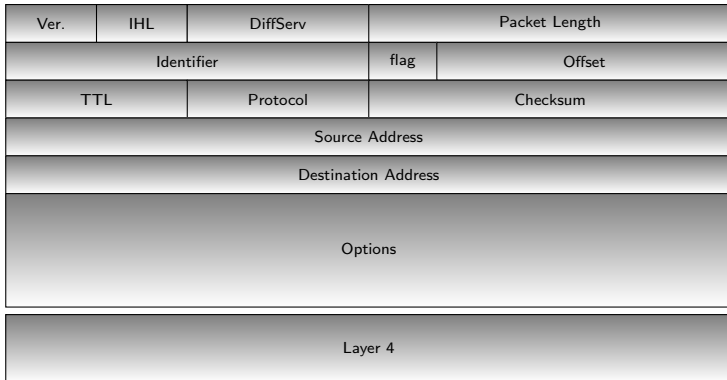 Ver. IHL DiffServ Packet Length
Identifier flag Offset
TTL Protocol Checksum
Source Address
Destination Address
Options
Layer 4